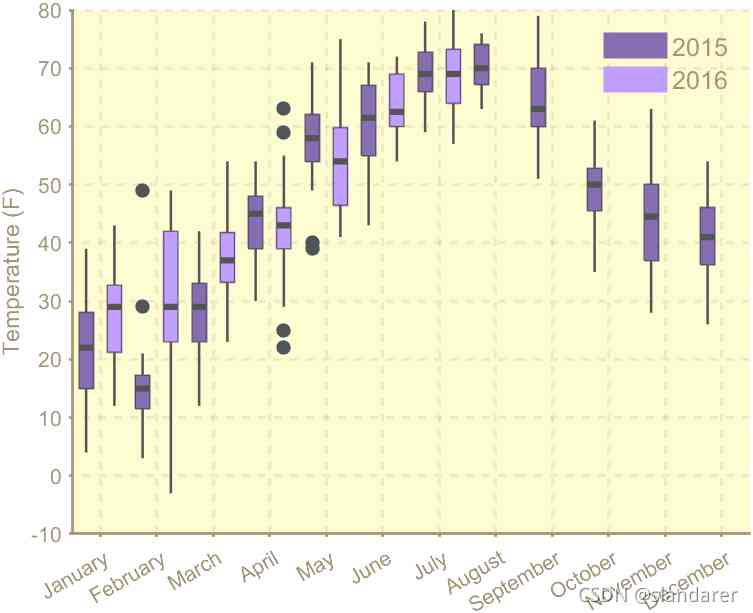 80
70
60
50
40
30
20
10
0
-10
Temperature (F)
2015
2016
January
February
March
April
May
June
July
August
September
October
November
December
CSDN @slandarer